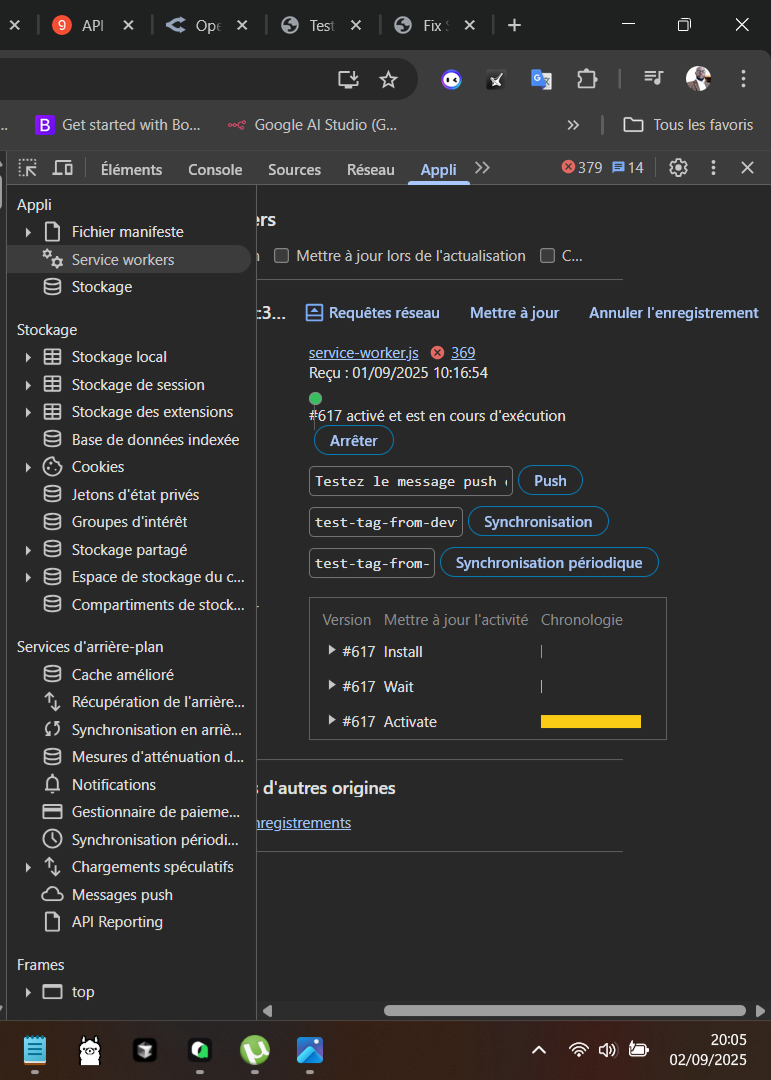 9 API
Ope
Test
Fix S
Get started with Bo...
Google AI Studio (G...
Tous les favoris
Éléments
Console
Sources
Réseau
Appli
379
14
Appli
Fichier manifeste
Service workers
Stockage
Stockage
Stockage local
Stockage de session
Stockage des extensions
Base de données indexée
Cookies
Jetons d'état privés
Groupes d'intérêt
Stockage partagé
Espace de stockage du c...
Compartiments de stock...
Services d'arrière-plan
Cache amélioré
Récupération de l'arrière...
Synchronisation en arriè...
Mesures d'atténuation d...
Notifications
Gestionnaire de paieme...
Synchronisation périodi...
Chargements spéculatifs
Messages push
API Reporting
Frames
top
ers
Mettre à jour lors de l'actualisation
C...
:3...
Requêtes réseau
Mettre à jour
Annuler l'enregistrement
service-worker.js 369
Reçu : 01/09/2025 10:16:54
#617 activé et est en cours d'exécution
Arrêter
Testez le message push
Push
test-tag-from-dev
Synchronisation
test-tag-from-
Synchronisation périodique
Version Mettre à jour l'activité Chronologie
#617 Install
#617 Wait
#617 Activate
d'autres origines
nregistrements
20:05
02/09/2025